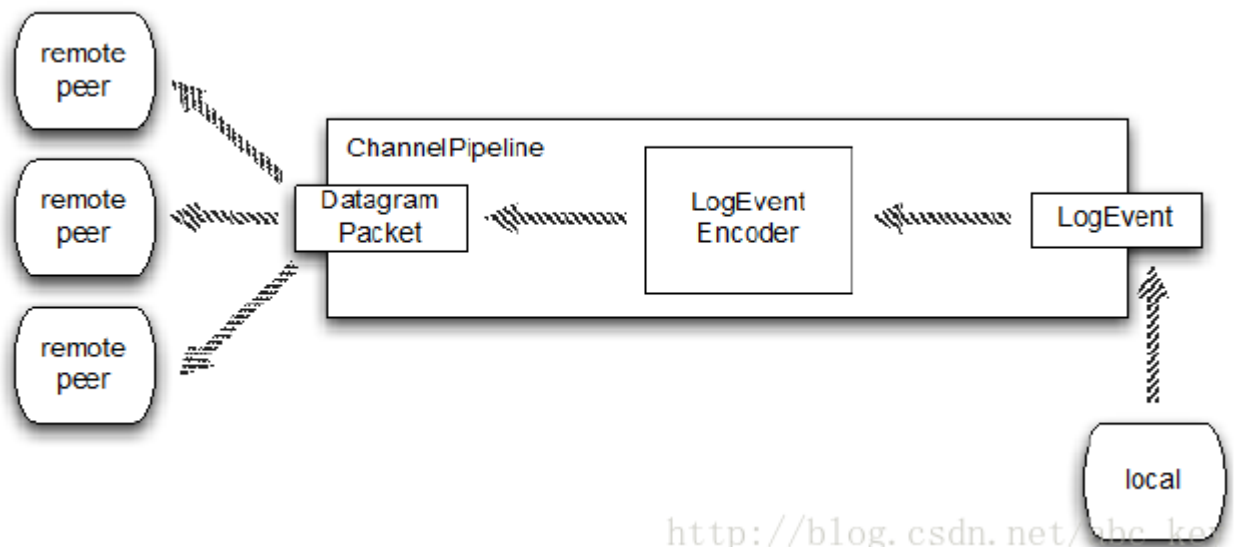 remote
peer
ChannelPipeline
remote
peer
Datagram
Packet
LogEvent
Encoder
LogEvent
remote
peer
local
http://blog.csdn.net/